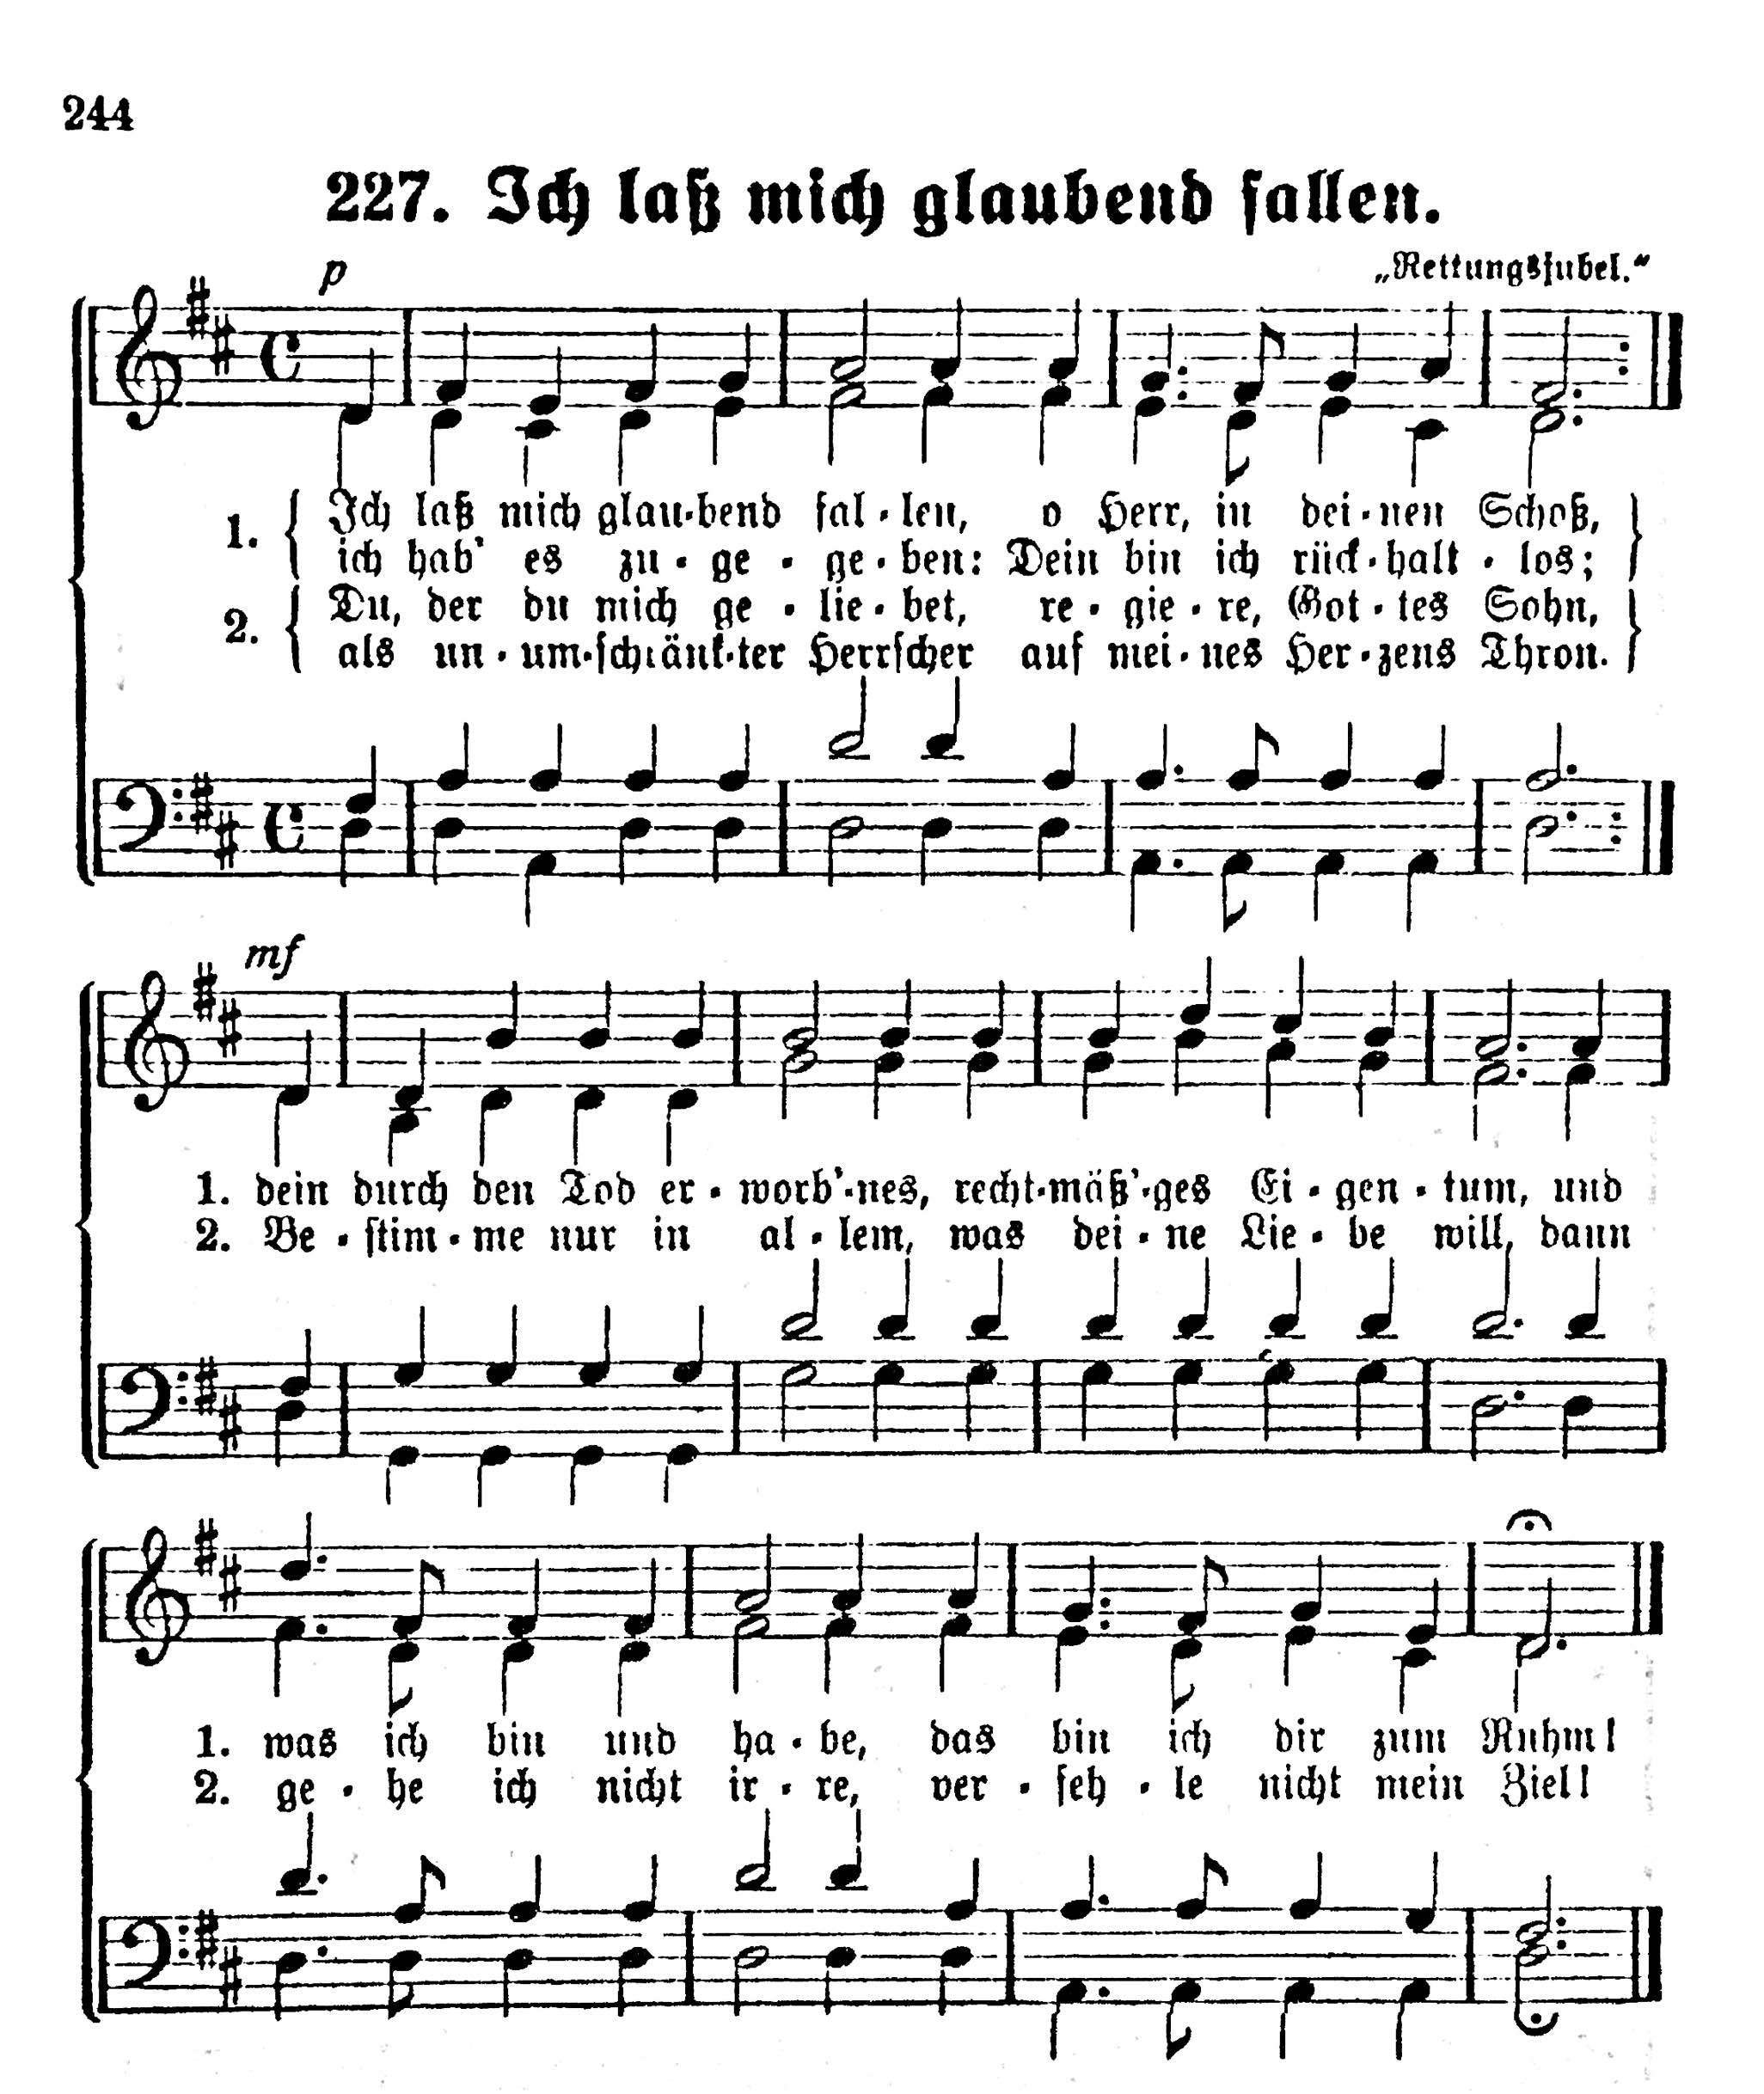 244
227. Ich laß mich glaubend fallen.
„Rettungsjubel.“
p
1. { Ich laß mich glau-bend fal-len, o Herr, in dei-nen Schoß, }
ich hab' es zu-ge-ge-ben: Dein bin ich rück-halt-los;
2. { Du, der du mich ge-lie-bet, re-gie-re, Got-tes Sohn, }
als un-um-schränk-ter Herrscher auf mei-nes Her-zens Thron.
mf
1. dein durch den Tod er-worb'-nes, recht-mäß'-ges Ei-gen-tum, und
2. Be-stim-me nur in al-lem, was dei-ne Lie-be will, dann
1. was ich bin und ha-be, das bin ich dir zum Ruhm!
2. ge-he ich nicht ir-re, ver-feh-le nicht mein Ziel!